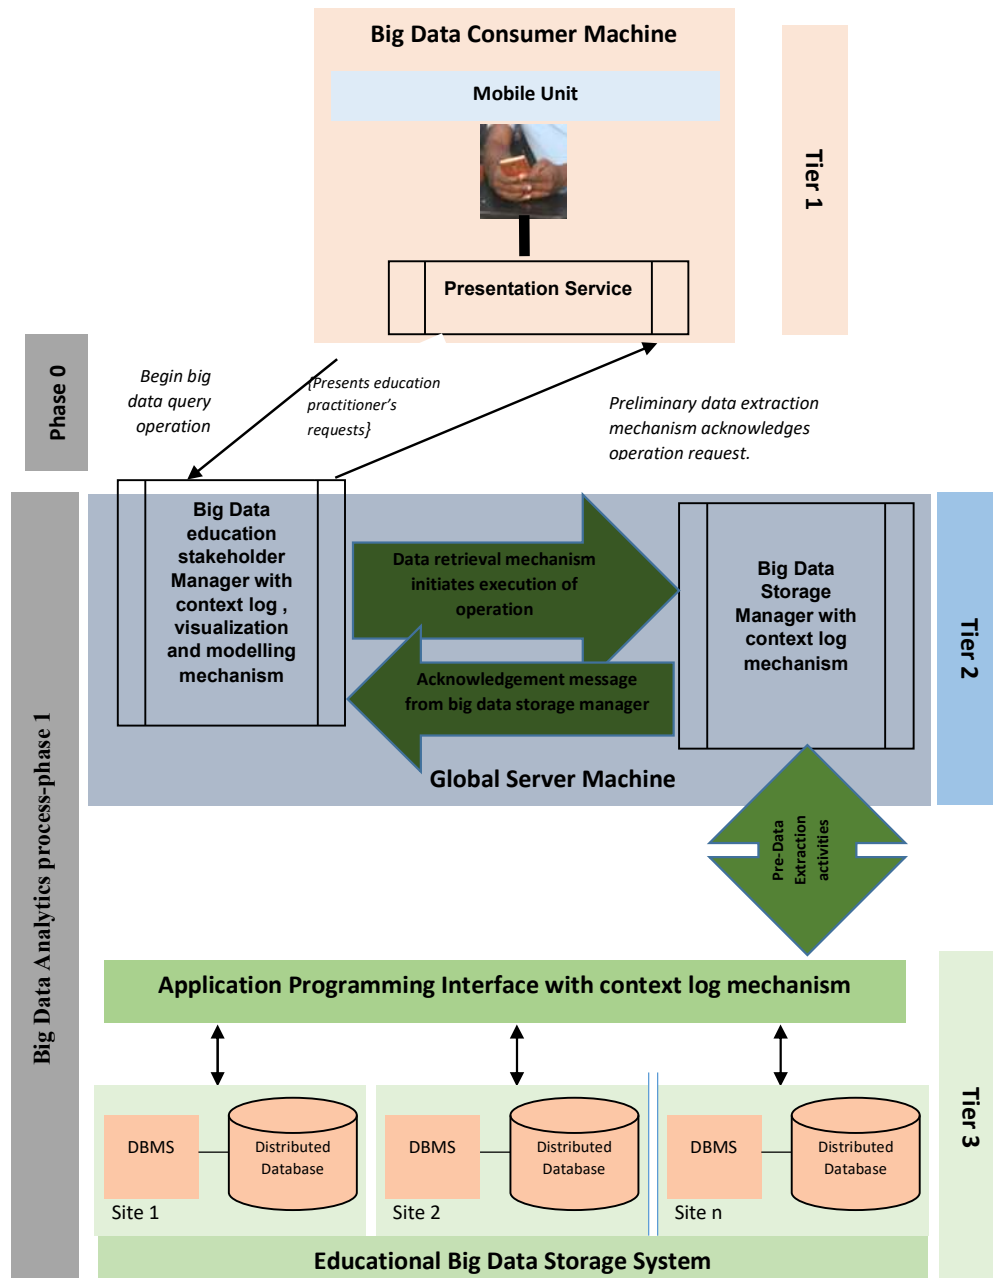 Big Data Consumer Machine
Mobile Unit
Tier 1
Presentation Service
Phase 0
Begin big
data query
operation
{Presents education
practitioner's
requests}
Preliminary data extraction
mechanism acknowledges
operation request.
Big Data Analytics process-phase 1
Big Data
education
stakeholder
Manager with
context log ,
visualization
and modelling
mechanism
Data retrieval mechanism
initiates execution of
operation
Acknowledgement message
from big data storage manager
Big Data
Storage
Manager with
context log
mechanism
Tier 2
Global Server Machine
Pre-Data
Extraction
activities
Application Programming Interface with context log mechanism
Tier 3
DBMS
Distributed
Database
Site 1
DBMS
Distributed
Database
Site 2
DBMS
Distributed
Database
Site n
Educational Big Data Storage System